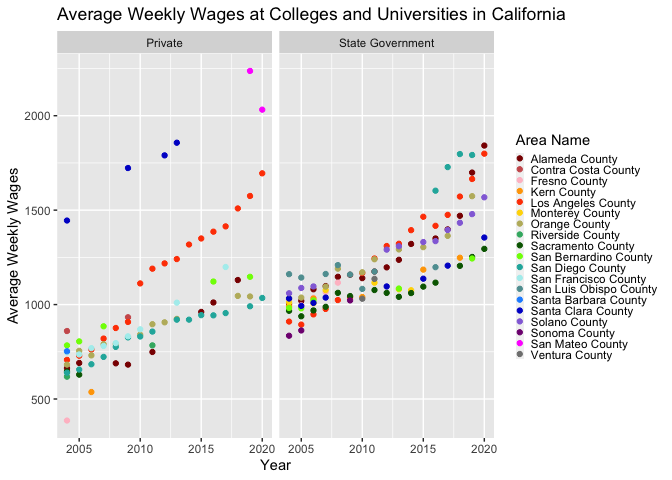 Average Weekly Wages at Colleges and Universities in California
Private
State Government
Average Weekly Wages
2000
1500
1000
500
2005
2010
2015
2020
2005
2010
2015
2020
Year
Area Name
Alameda County
Contra Costa County
Fresno County
Kern County
Los Angeles County
Monterey County
Orange County
Riverside County
Sacramento County
San Bernardino County
San Diego County
San Francisco County
San Luis Obispo County
Santa Barbara County
Santa Clara County
Solano County
Sonoma County
San Mateo County
Ventura County